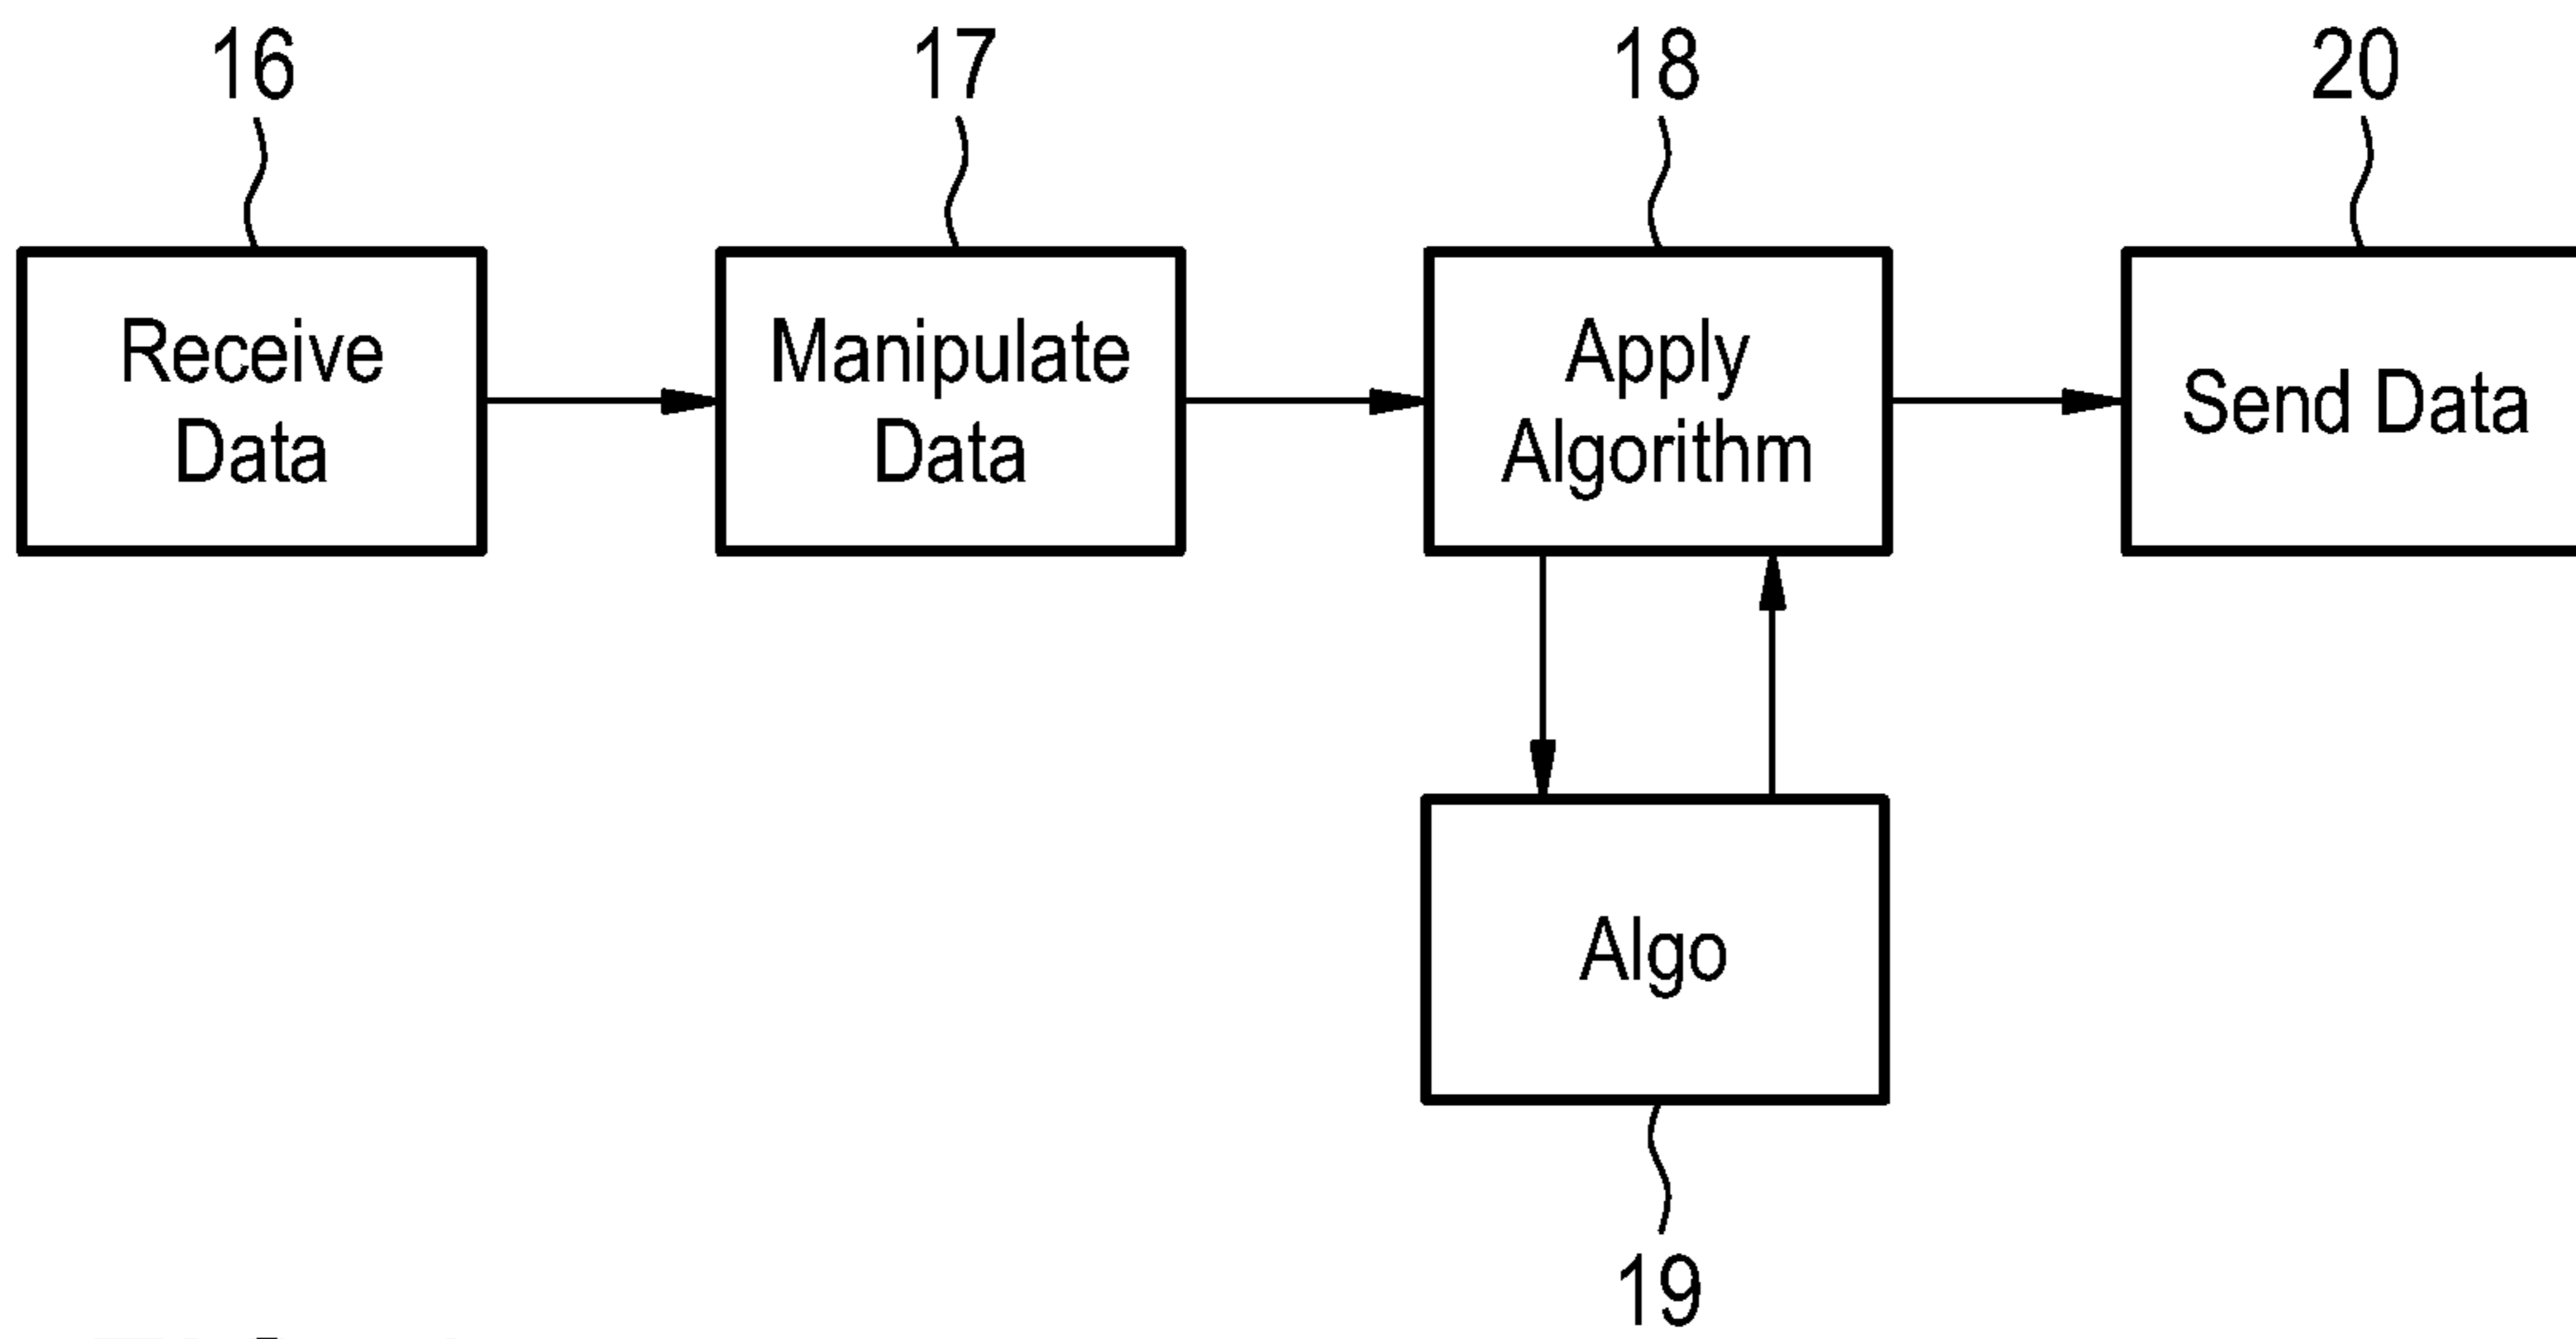 16
17
18
20
Receive
Data
Manipulate
Data
Apply
Algorithm
Send Data
Algo
19